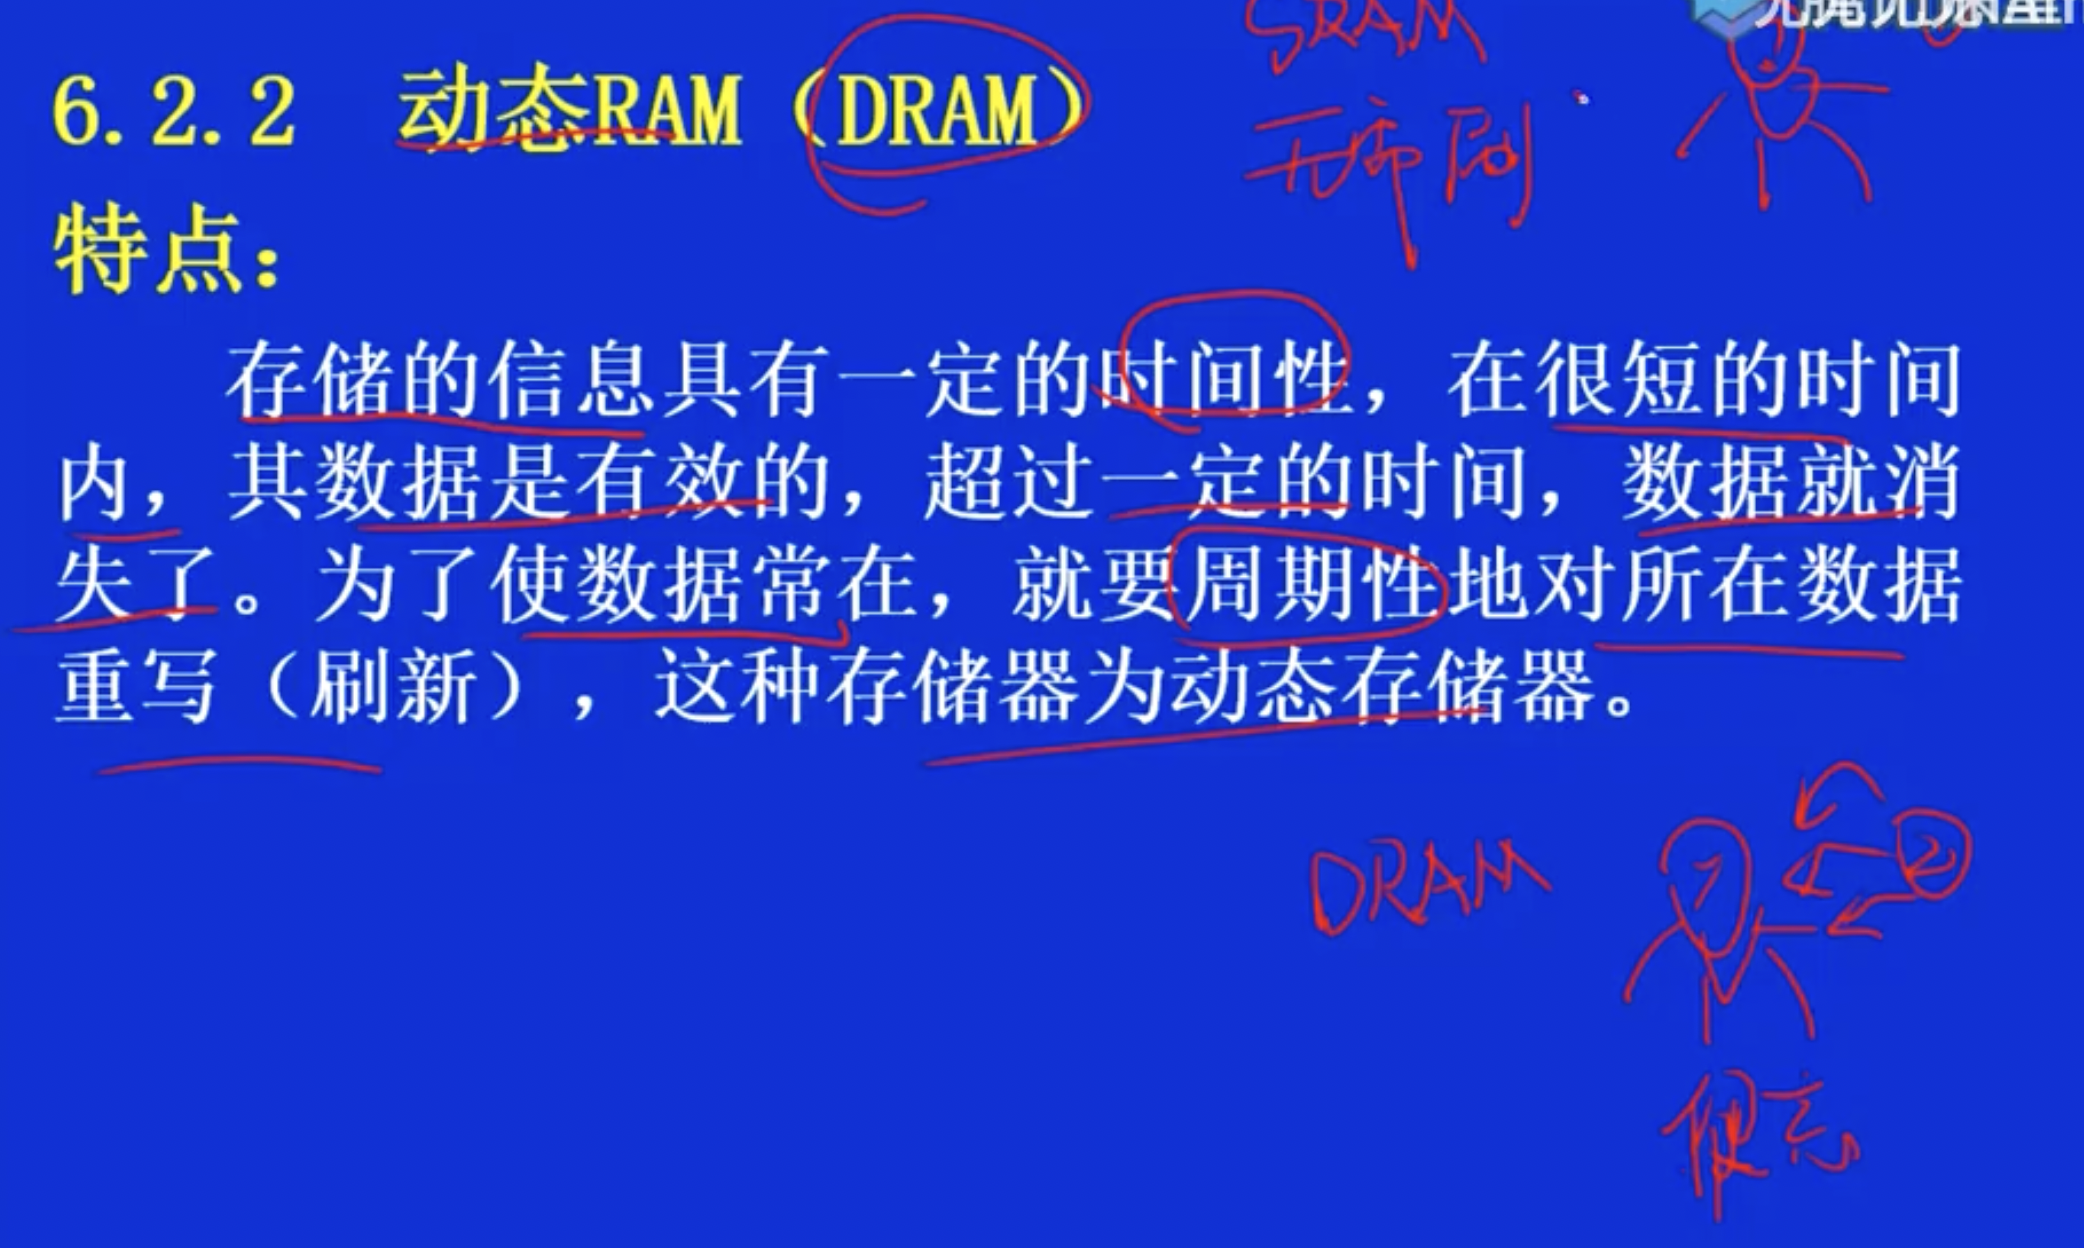 SRAM
6.2.2 动态RAM（DRAM）
无需刷
特点：
存储的信息具有一定的时间性，在很短的时间
内，其数据是有效的，超过一定的时间，数据就消
失了。为了使数据常在，就要周期性地对所在数据
重写（刷新），这种存储器为动态存储器。
DRAM
2